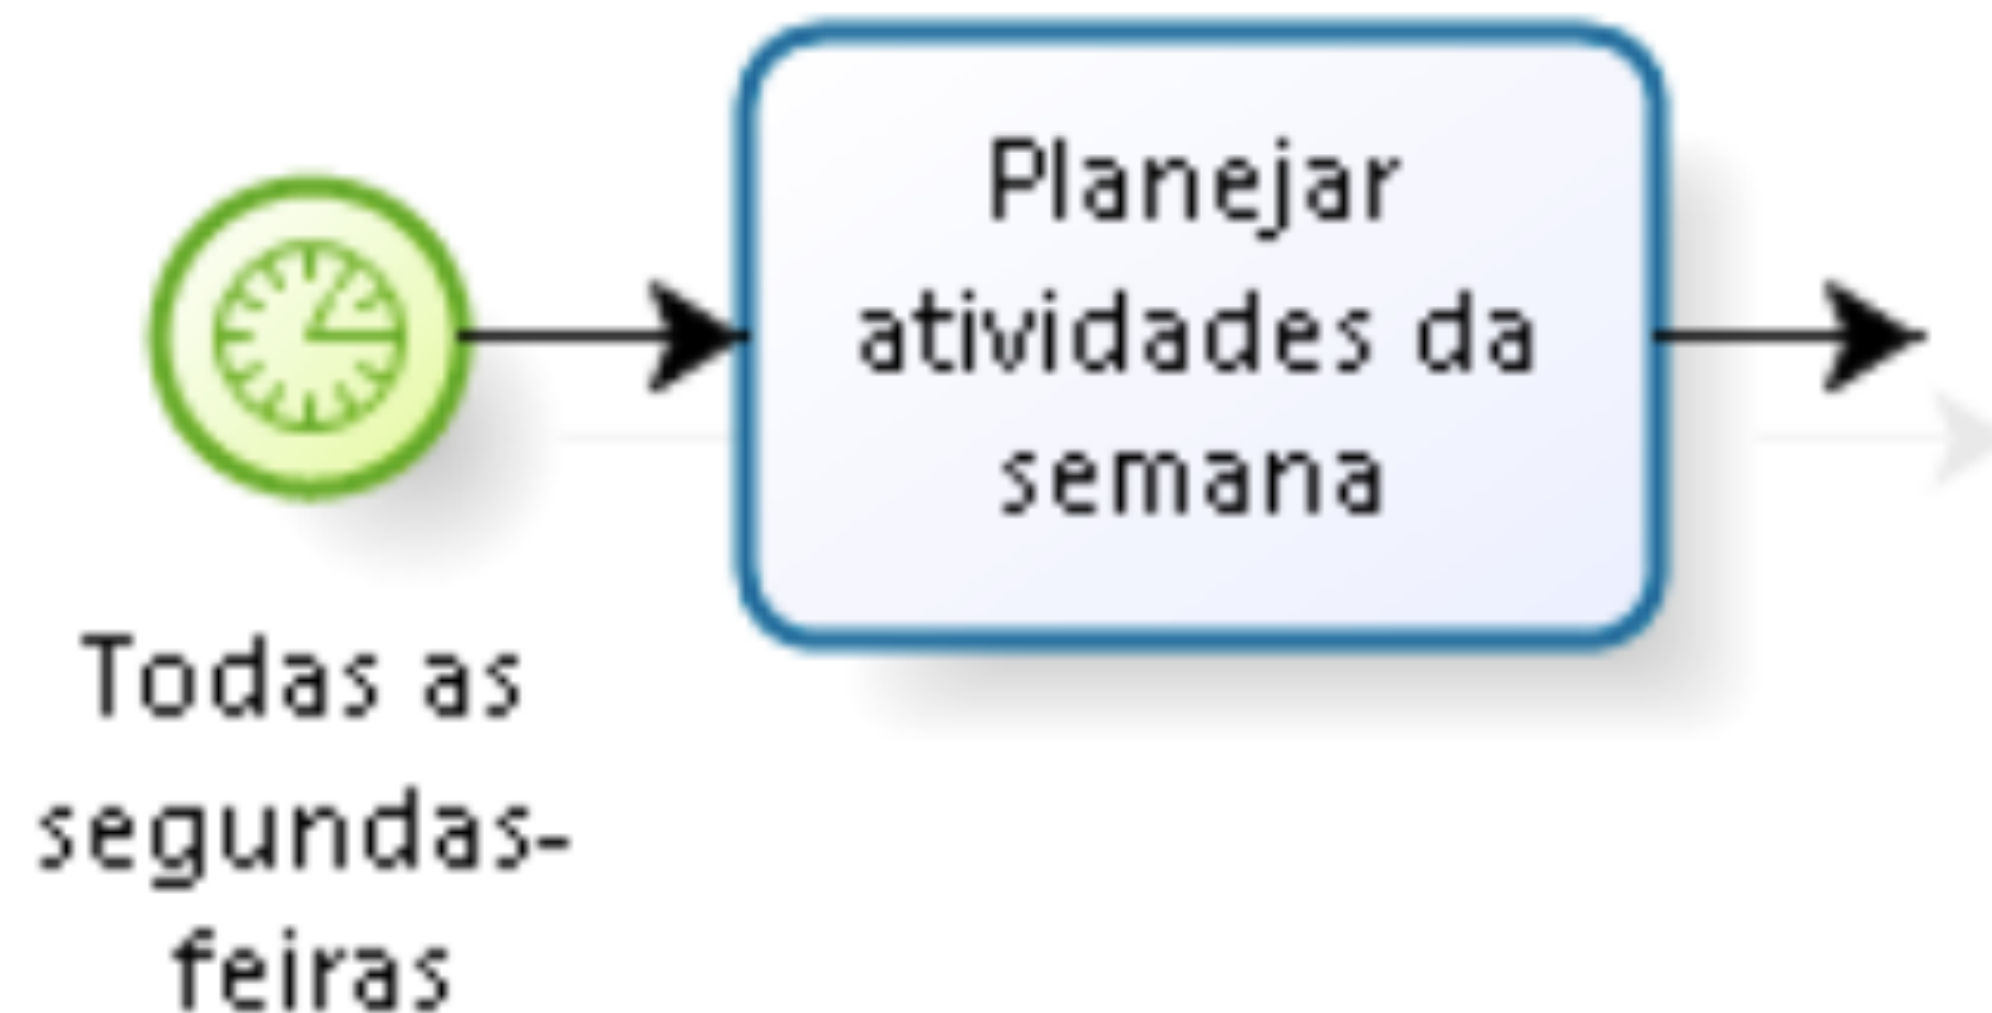 Planejar
atividades da
semana
Todas as
segundas-
feiras